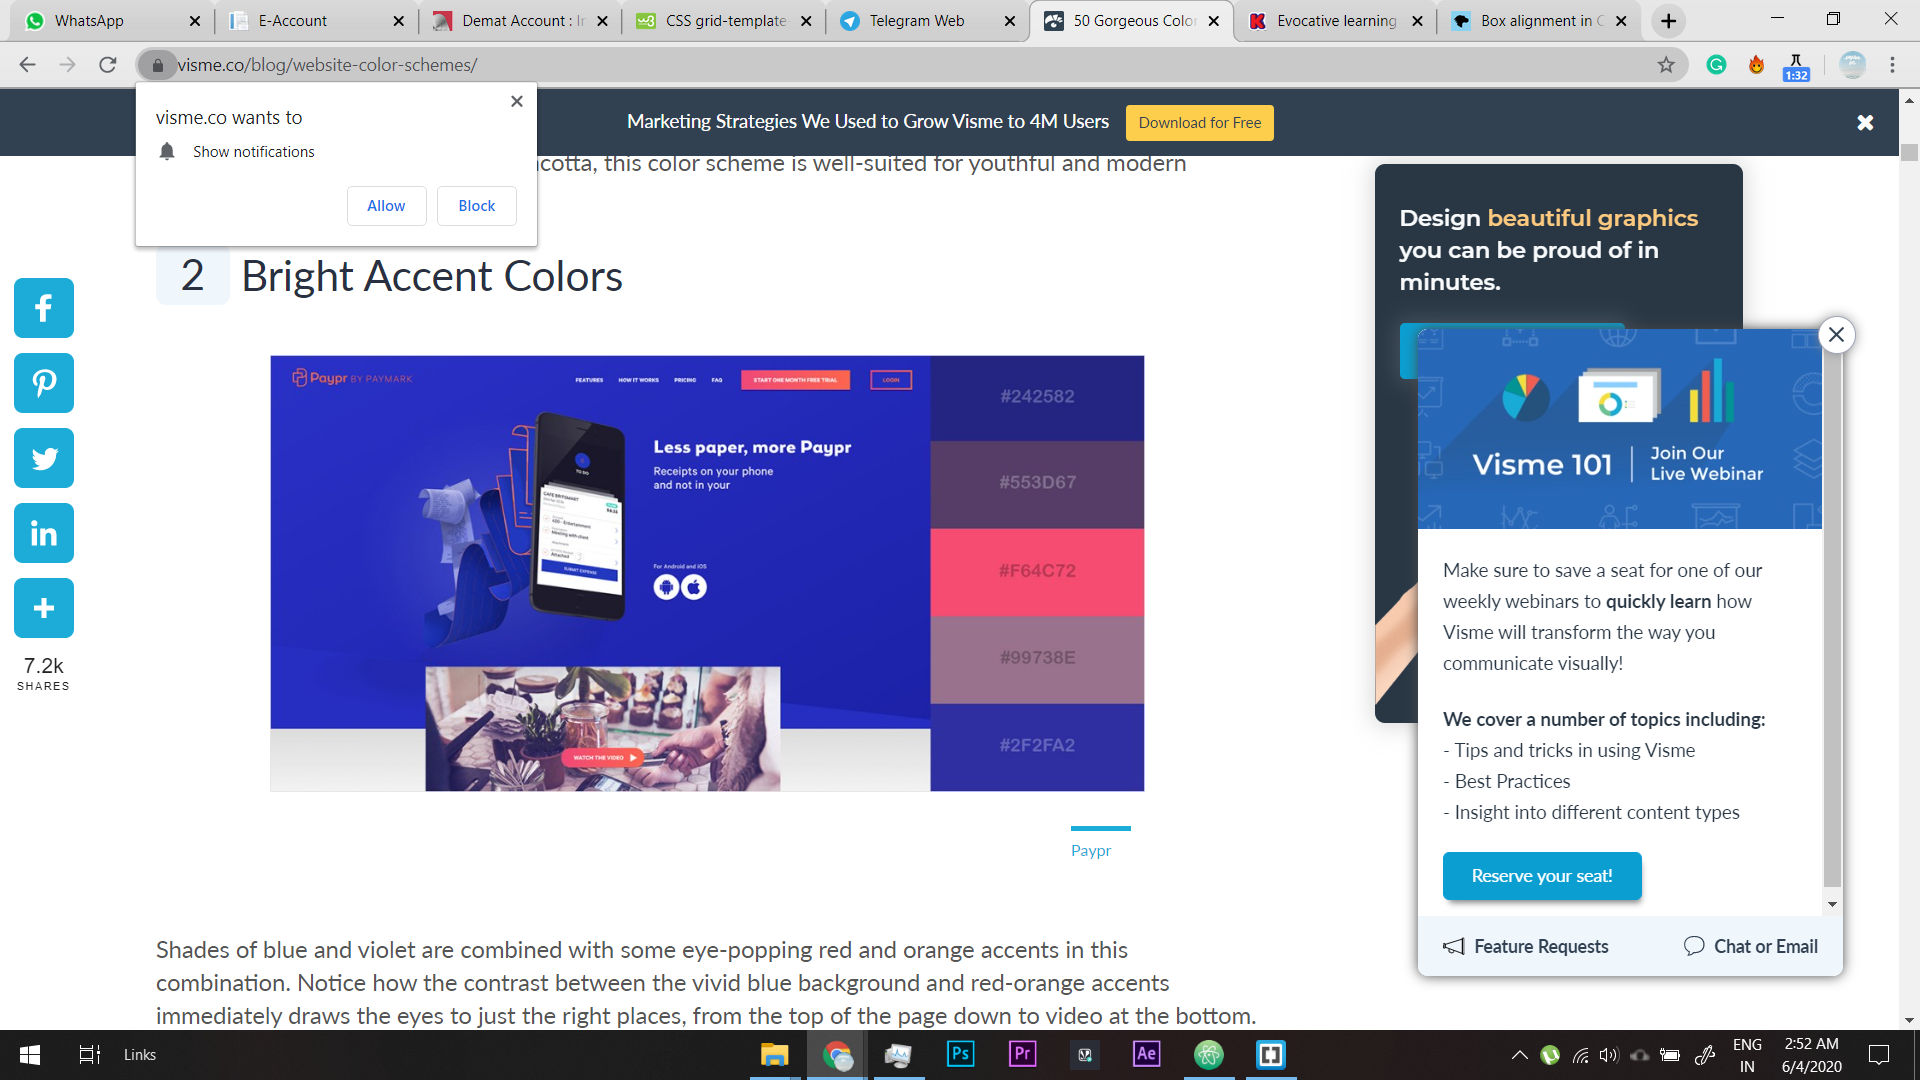 WhatsApp
E-Account
Demat Account : In
CSS grid-template
Telegram Web
50 Gorgeous Color
Evocative learning
Box alignment in C
visme.co/blog/website-color-schemes/
1:32
visme.co wants to
Show notifications
Allow
Block
Marketing Strategies We Used to Grow Visme to 4M Users
Download for Free
cotta, this color scheme is well-suited for youthful and modern
2 Bright Accent Colors
7.2k
SHARES
Paypr BY PAYMARK
FEATURES
HOW IT WORKS
PRICING
FAQ
START ONE MONTH FREE TRIAL
LOGIN
Less paper, more Paypr
Receipts on your phone
and not in your
For Android and iOS
TO GO
SUBMIT EXPENSE
WATCH THE VIDEO
#242582
#553D67
#F64C72
#99738E
#2F2FA2
Paypr
Shades of blue and violet are combined with some eye-popping red and orange accents in this
combination. Notice how the contrast between the vivid blue background and red-orange accents
immediately draws the eyes to just the right places, from the top of the page down to video at the bottom.
Design beautiful graphics
you can be proud of in
minutes.
Visme 101
Join Our
Live Webinar
Make sure to save a seat for one of our
weekly webinars to quickly learn how
Visme will transform the way you
communicate visually!
We cover a number of topics including:
- Tips and tricks in using Visme
- Best Practices
- Insight into different content types
Reserve your seat!
Feature Requests
Chat or Email
Links
Ps
Pr
Ae
ENG
IN
2:52 AM
6/4/2020